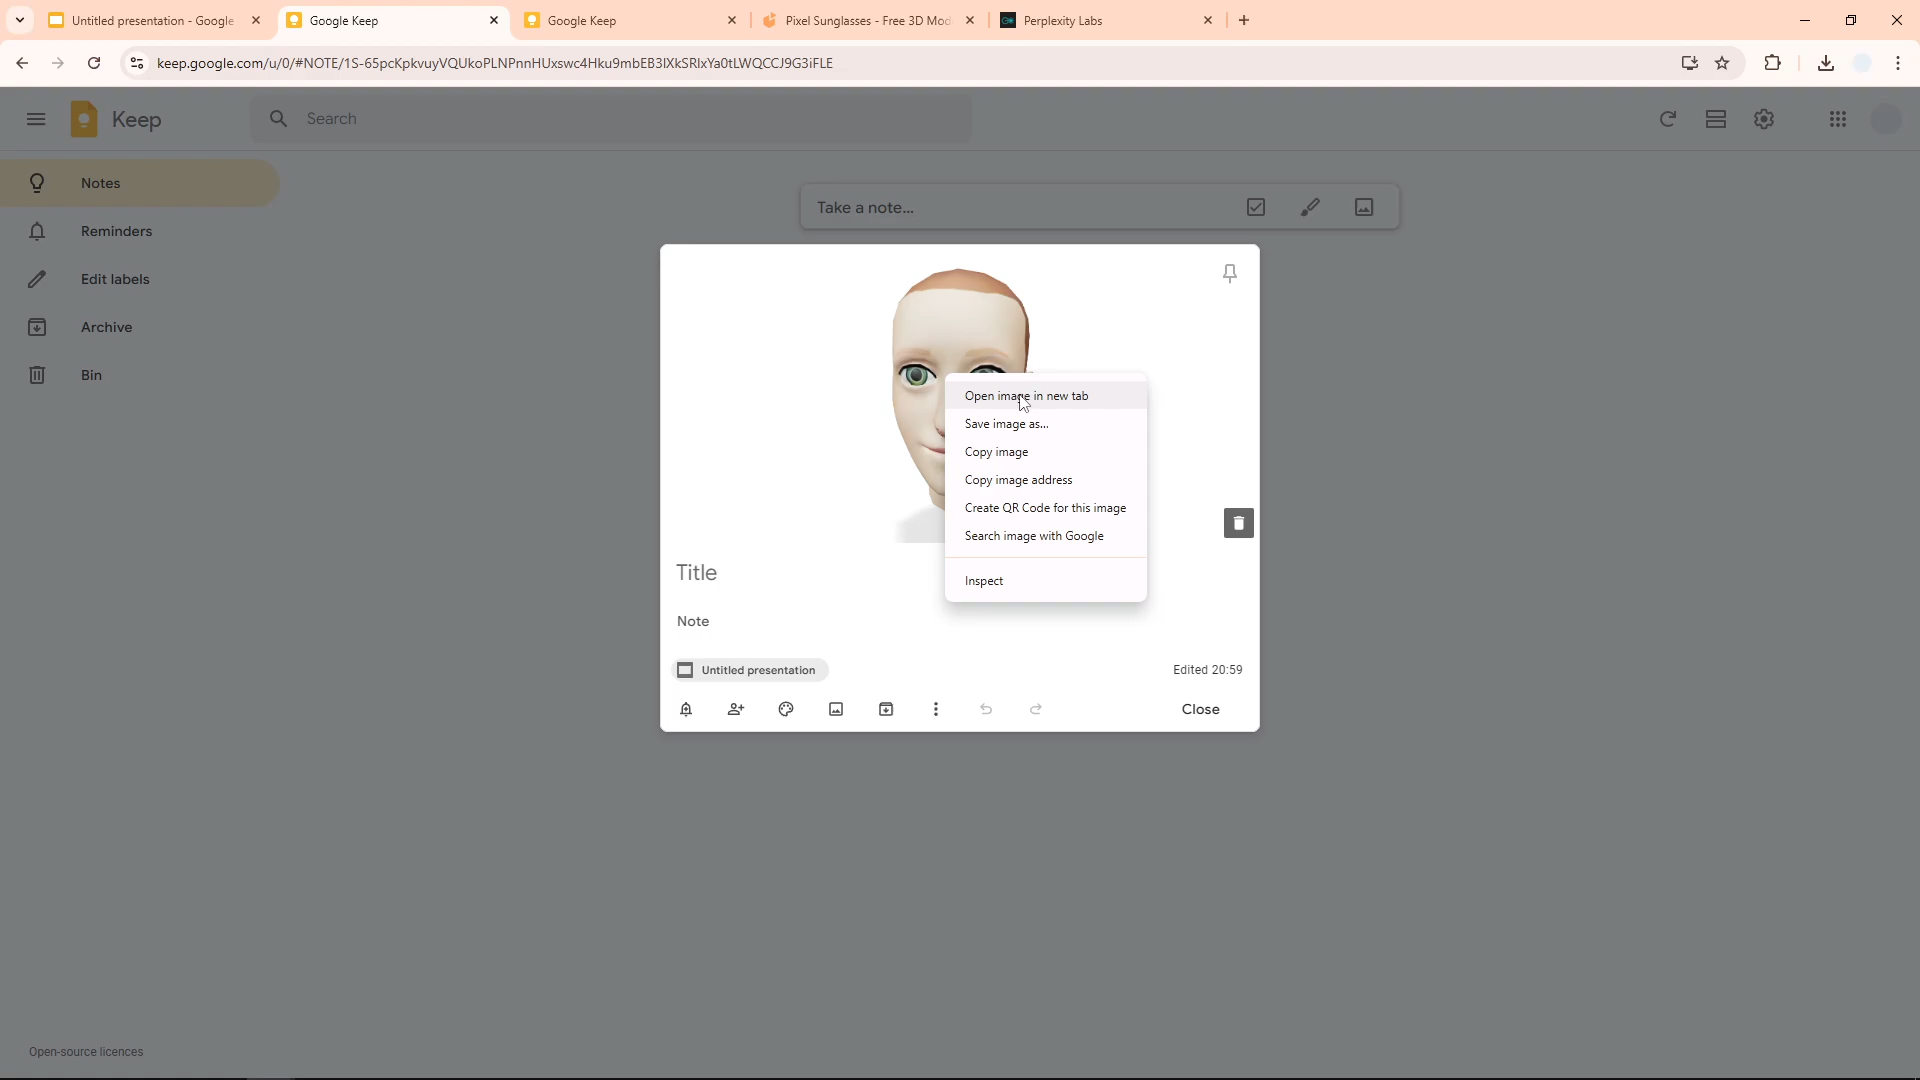 Untitled presentation - Google
Google Keep
Google Keep
Pixel Sunglasses - Free 3D Mod
Perplexity Labs
keep.google.com/u/0/#NOTE/1S-65pcKpkvuyVQUkoPLNPnnHUxswc4Hku9mbEB3lXkSRlxYa0tLWQCCJ9G3iFLE
Keep
Search
Notes
Take a note...
Reminders
Edit labels
Archive
Bin
Open image in new tab
Save image as...
Copy image
Copy image address
Create QR Code for this image
Search image with Google
Inspect
Title
Note
Untitled presentation
Edited 20:59
Close
Open-source licences